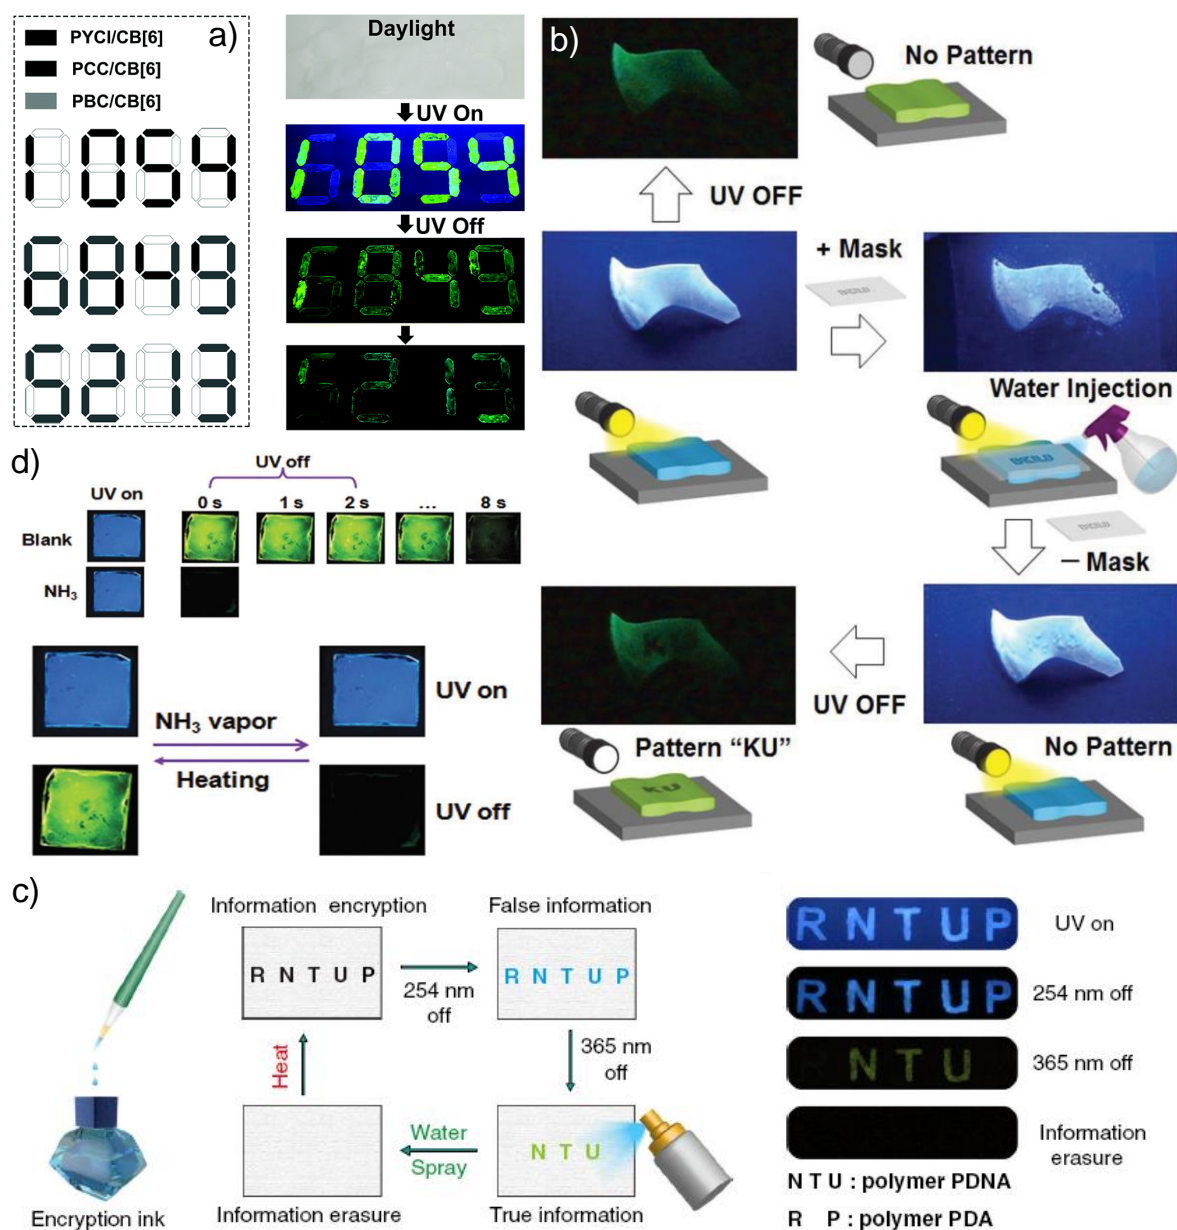 a)
PYCl/CB[6]
PCC/CB[6]
PBC/CB[6]
1054
6849
5213
Daylight
UV On
UV Off
b)
No Pattern
UV OFF
+ Mask
Water Injection
— Mask
UV OFF
Pattern “KU”
KU
No Pattern
d)
UV off
UV on
0 s 1 s 2 s ... 8 s
Blank
NH₃
UV on
NH₃ vapor
Heating
UV off
c)
Encryption ink
Information encryption
R N T U P
254 nm
off
False information
R N T U P
365 nm
off
N T U
True information
Water
Spray
Information erasure
Heat
R N T U P
UV on
R N T U P
254 nm off
N T U
365 nm off
Information
erasure
N T U : polymer PDNA
R P : polymer PDA